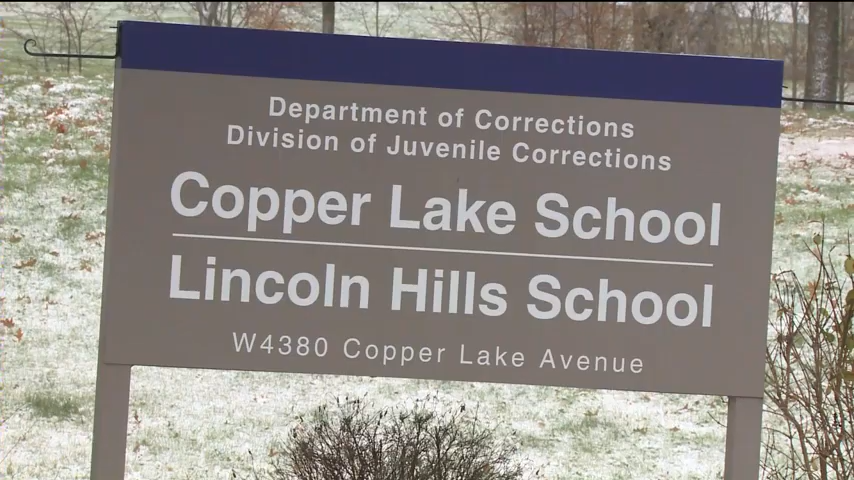 Department of Corrections
Division of Juvenile Corrections
Copper Lake School
Lincoln Hills School
W4380 Copper Lake Avenue